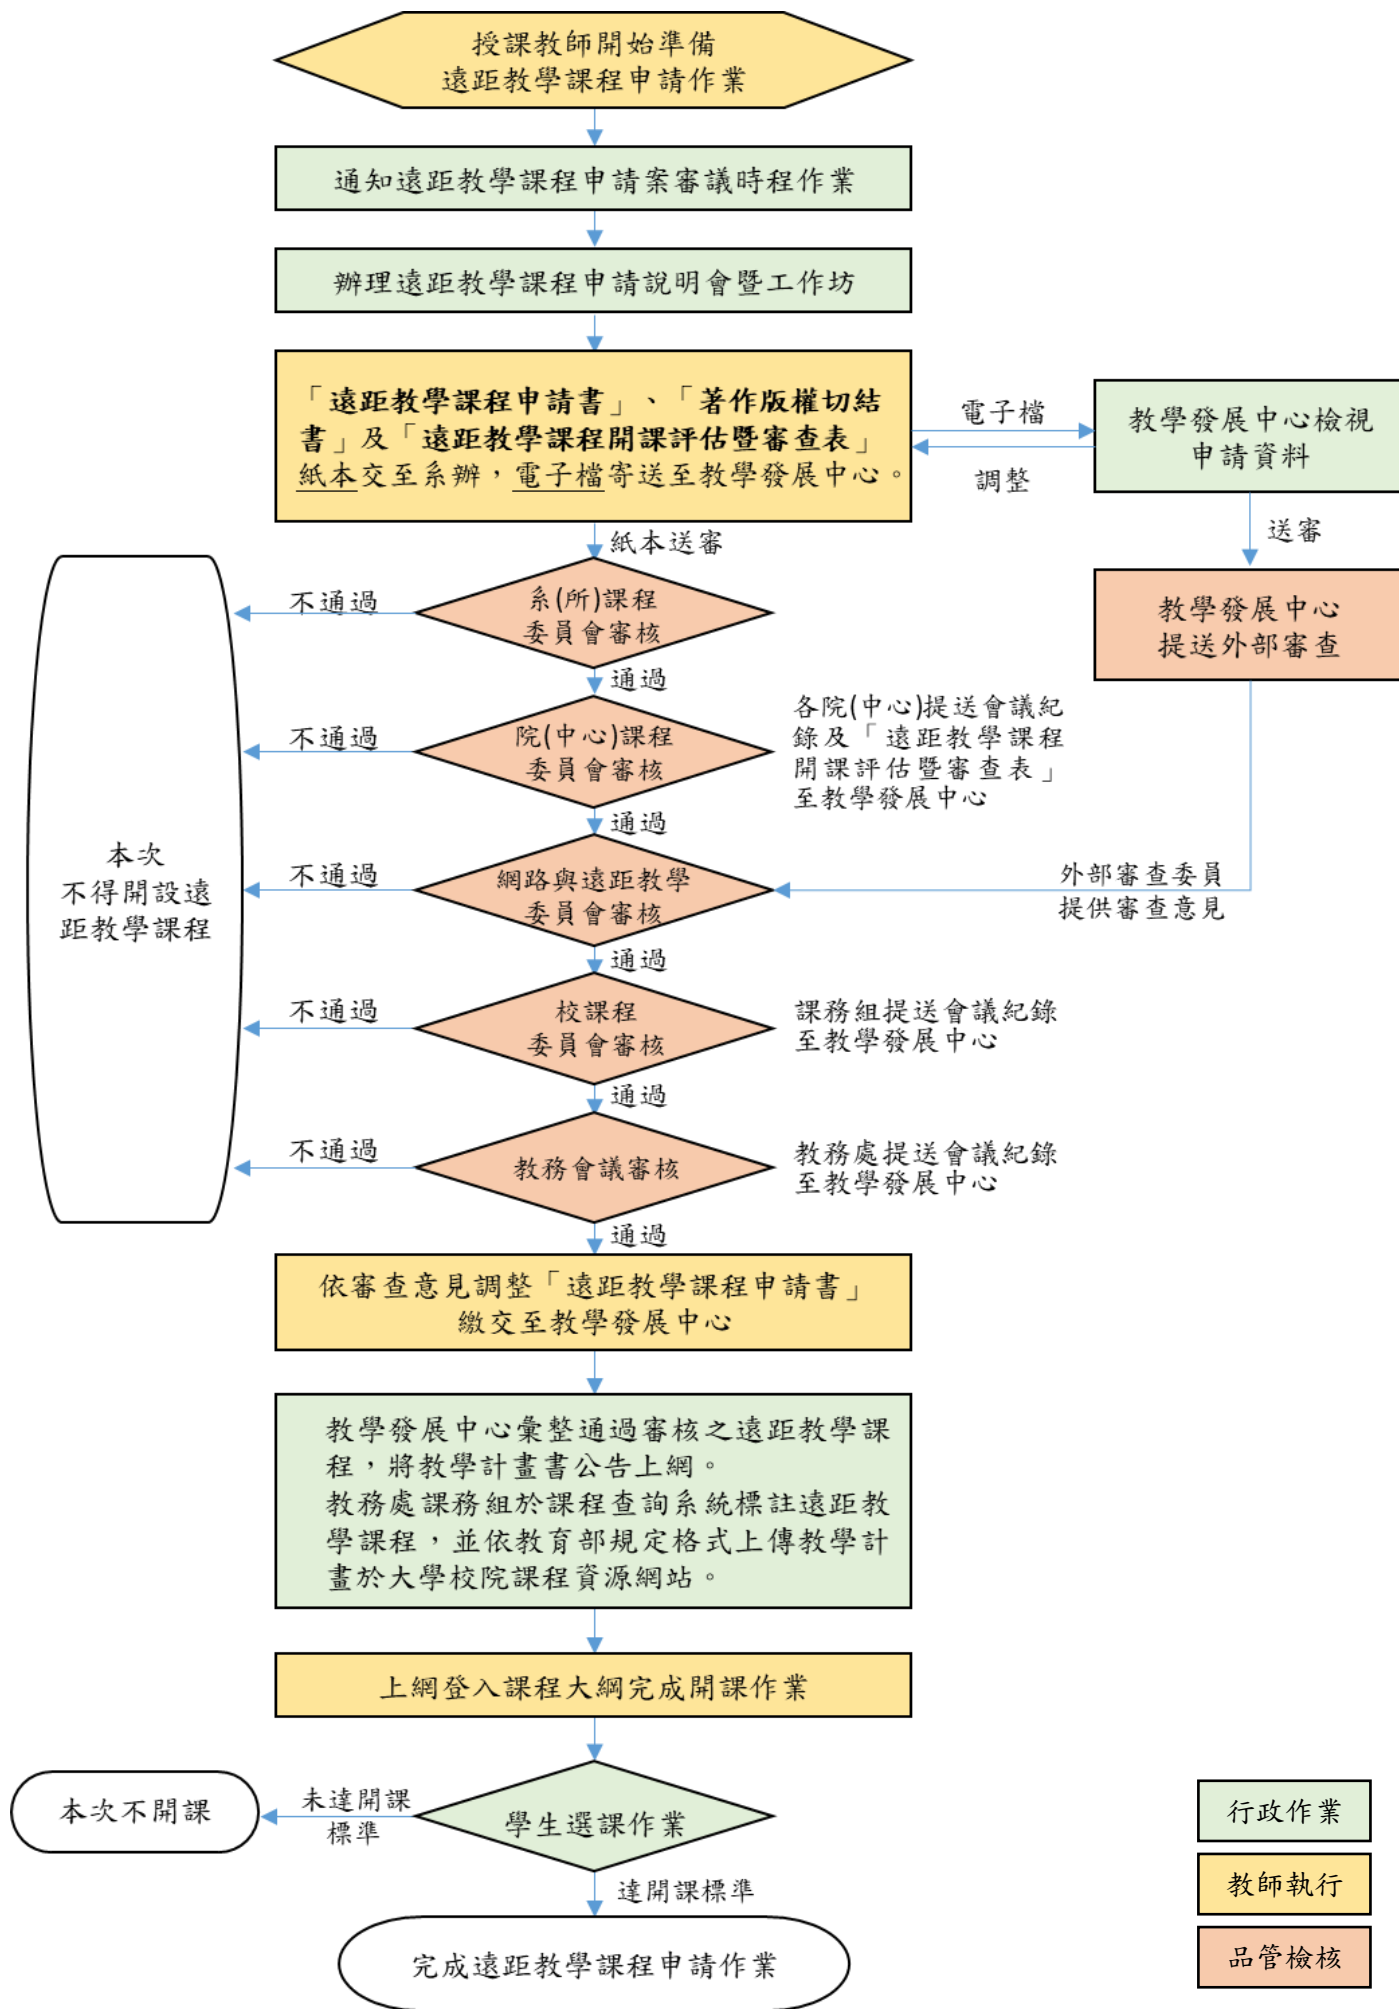 授課教師開始準備
遠距教學課程申請作業
通知遠距教學課程申請案審議時程作業
辦理遠距教學課程申請說明會暨工作坊
「遠距教學課程申請書」、「著作版權切結
書」及「遠距教學課程開課評估暨審查表」
紙本交至系辦，電子檔寄送至教學發展中心。
電子檔
調整
教學發展中心檢視
申請資料
送審
教學發展中心
提送外部審查
紙本送審
系(所)課程
委員會審核
不通過
通過
院(中心)課程
委員會審核
不通過
各院(中心)提送會議紀
錄及「遠距教學課程
開課評估暨審查表」
至教學發展中心
通過
網路與遠距教學
委員會審核
不通過
外部審查委員
提供審查意見
本次
不得開設遠
距教學課程
通過
校課程
委員會審核
不通過
課務組提送會議紀錄
至教學發展中心
通過
教務會議審核
不通過
教務處提送會議紀錄
至教學發展中心
通過
依審查意見調整「遠距教學課程申請書」
繳交至教學發展中心
教學發展中心彙整通過審核之遠距教學課
程，將教學計畫書公告上網。
教務處課務組於課程查詢系統標註遠距教
學課程，並依教育部規定格式上傳教學計
畫於大學校院課程資源網站。
上網登入課程大綱完成開課作業
學生選課作業
未達開課
標準
本次不開課
達開課標準
完成遠距教學課程申請作業
行政作業
教師執行
品管檢核